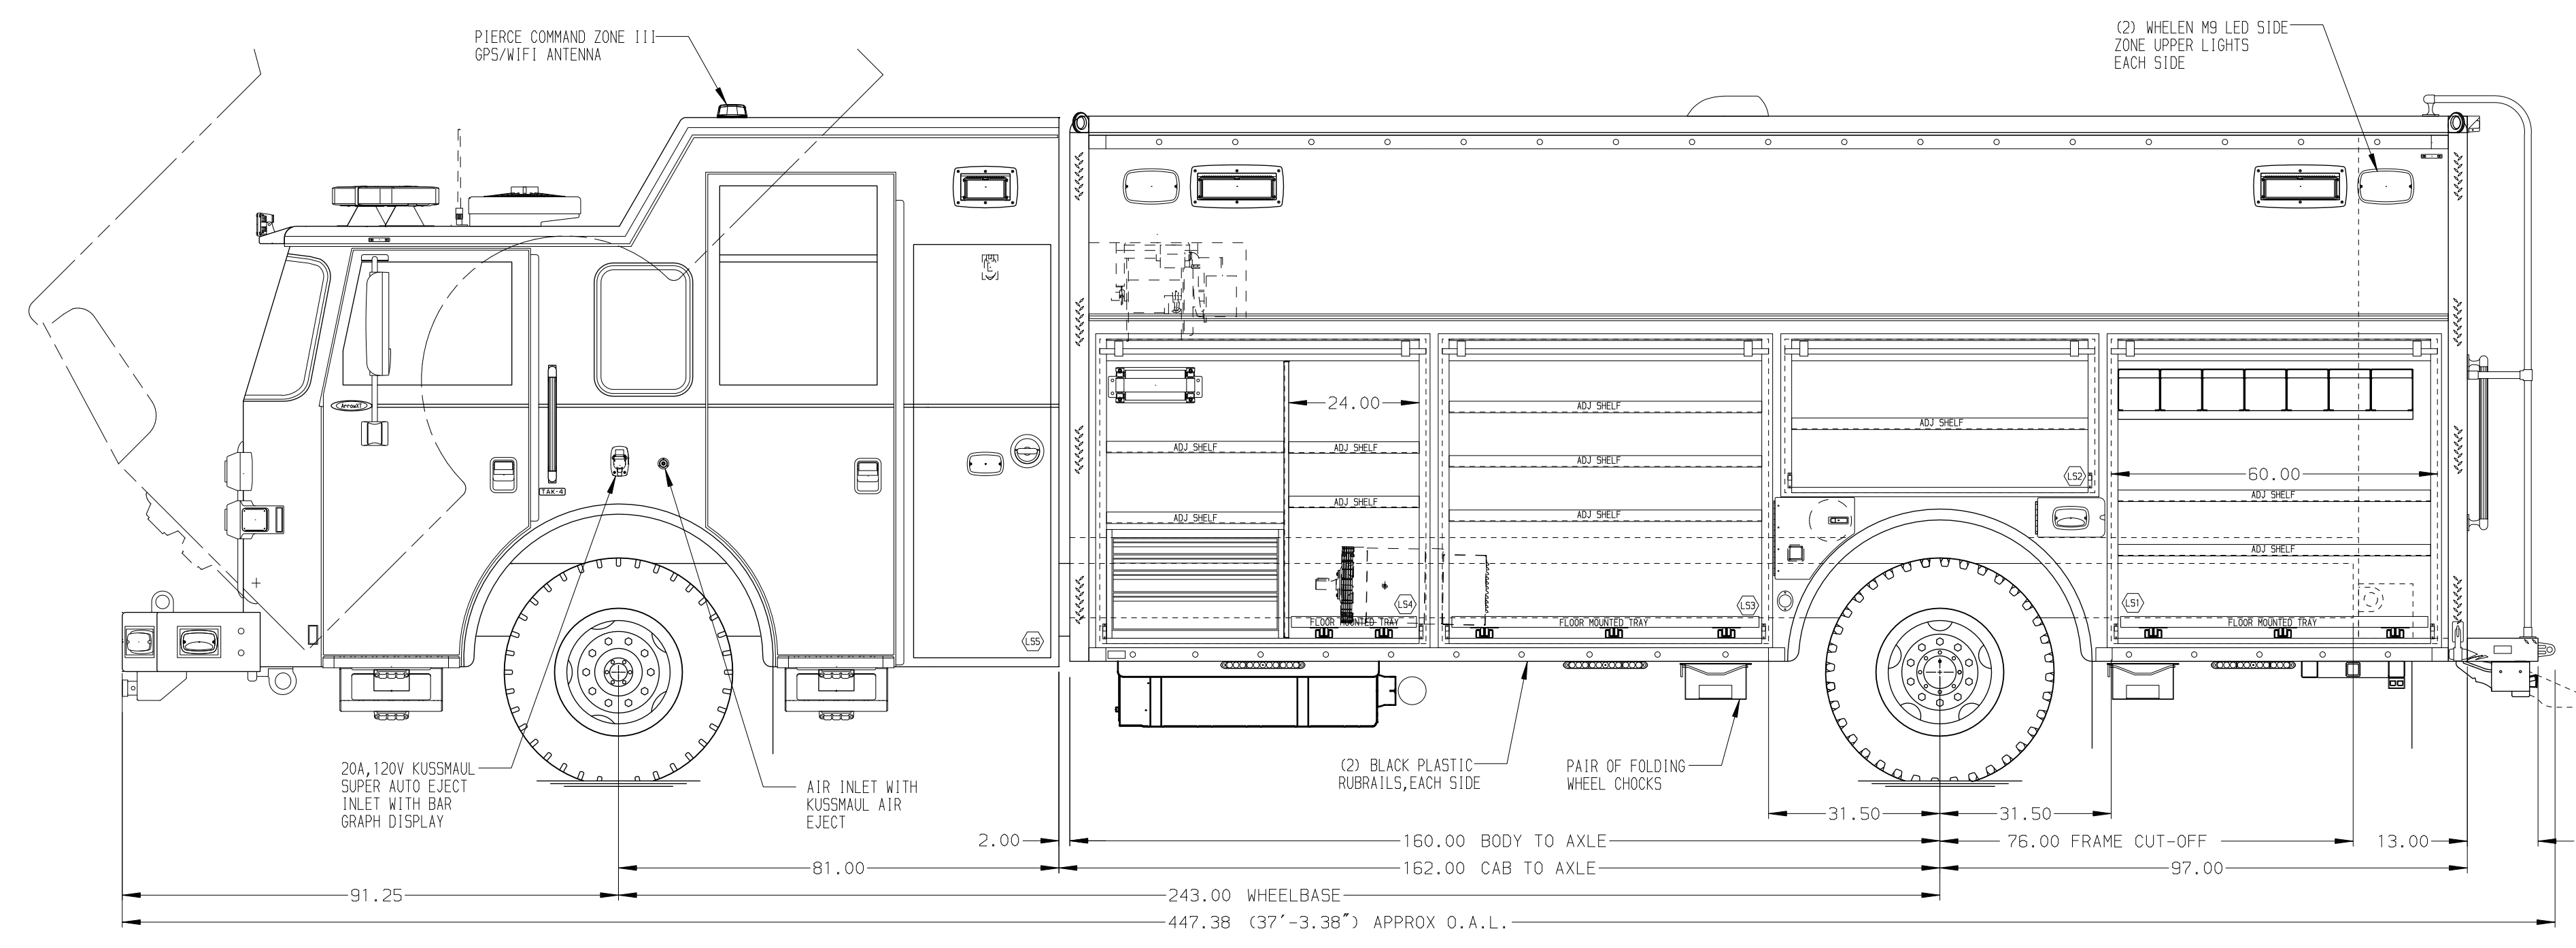 PIERCE COMMAND ZONE III
GPS/WIFI ANTENNA
(2) WHELEN M9 LED SIDE
ZONE UPPER LIGHTS
EACH SIDE
ArrowXT
TAK-4
24.00
ADJ SHELF
ADJ SHELF
ADJ SHELF
ADJ SHELF
ADJ SHELF
ADJ SHELF
ADJ SHELF
ADJ SHELF
ADJ SHELF
LS2
60.00
ADJ SHELF
ADJ SHELF
LS5
LS4
LS3
LS1
FLOOR MOUNTED TRAY
FLOOR MOUNTED TRAY
FLOOR MOUNTED TRAY
20A,120V KUSSMAUL
SUPER AUTO EJECT
INLET WITH BAR
GRAPH DISPLAY
AIR INLET WITH
KUSSMAUL AIR
EJECT
(2) BLACK PLASTIC
RUBRAILS,EACH SIDE
PAIR OF FOLDING
WHEEL CHOCKS
31.50
31.50
2.00
160.00 BODY TO AXLE
76.00 FRAME CUT-OFF
13.00
81.00
162.00 CAB TO AXLE
97.00
91.25
243.00 WHEELBASE
447.38 (37'-3.38") APPROX O.A.L.